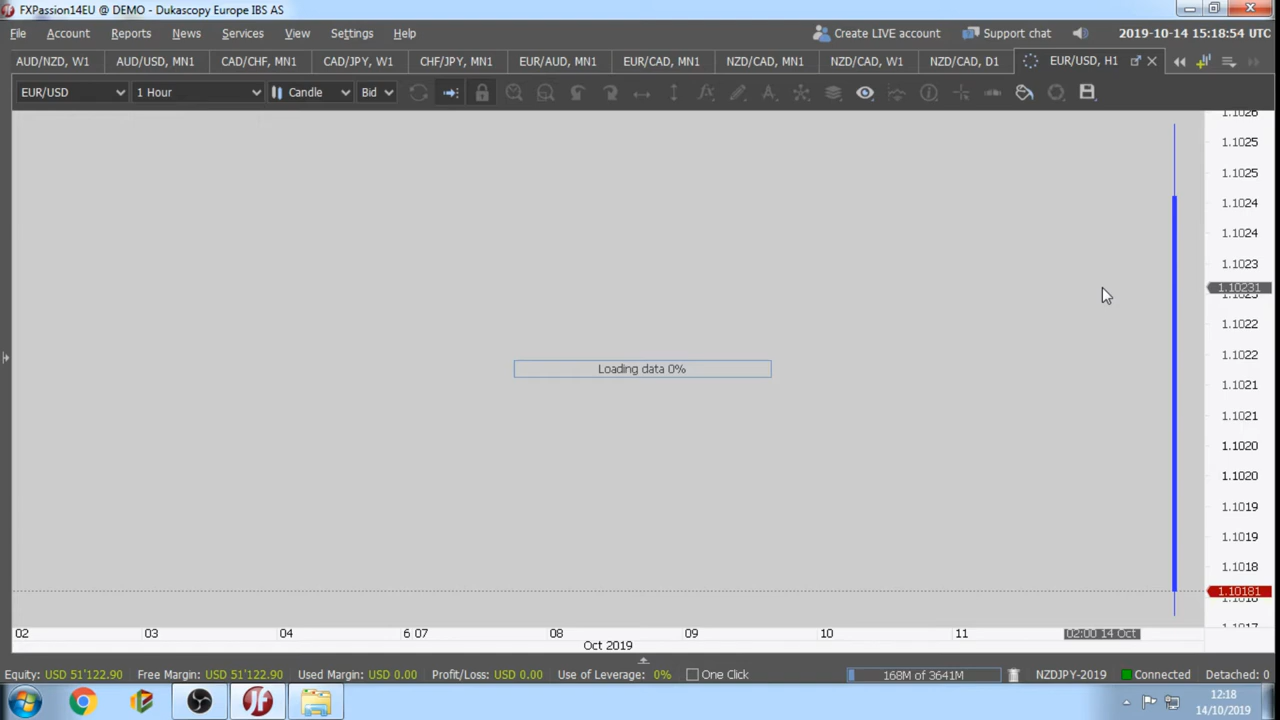 FXPassion14EU @ DEMO - Dukascopy Europe IBS AS
File Account Reports News Services View Settings Help Create LIVE account Support chat 2019-10-14 15:18:54 UTC
AUD/NZD, W1 AUD/USD, MN1 CAD/CHF, MN1 CAD/JPY, W1 CHF/JPY, MN1 EUR/AUD, MN1 EUR/CAD, MN1 NZD/CAD, MN1 NZD/CAD, W1 NZD/CAD, D1 EUR/USD, H1
EUR/USD 1 Hour Candle Bid
1.1026
1.1025
1.1025
1.1024
1.1024
1.1023
1.10231
1.1022
1.1022
Loading data 0%
1.1021
1.1021
1.1020
1.1020
1.1019
1.1019
1.1018
1.10181
1.1017
02 03 04 6 07 08 09 10 11 02:00 14 Oct
Oct 2019
Equity: USD 51'122.90 Free Margin: USD 51'122.90 Used Margin: USD 0.00 Profit/Loss: USD 0.00 Use of Leverage: 0% One Click 168M of 3641M NZDJPY-2019 Connected Detached: 0
12:18
14/10/2019